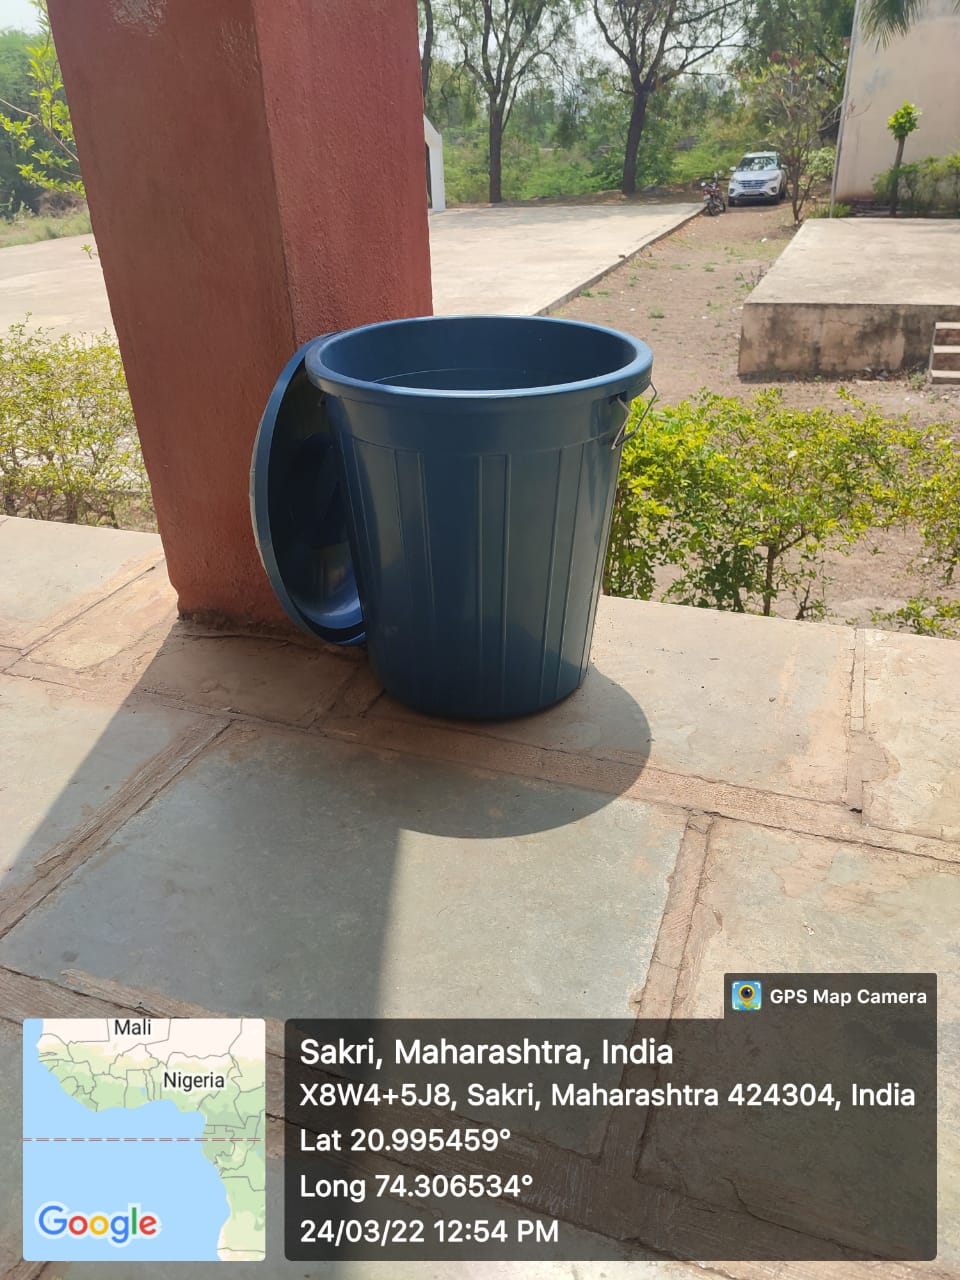 GPS Map Camera
Mali
Nigeria
Google
Sakri, Maharashtra, India
X8W4+5J8, Sakri, Maharashtra 424304, India
Lat 20.995459°
Long 74.306534°
24/03/22 12:54 PM